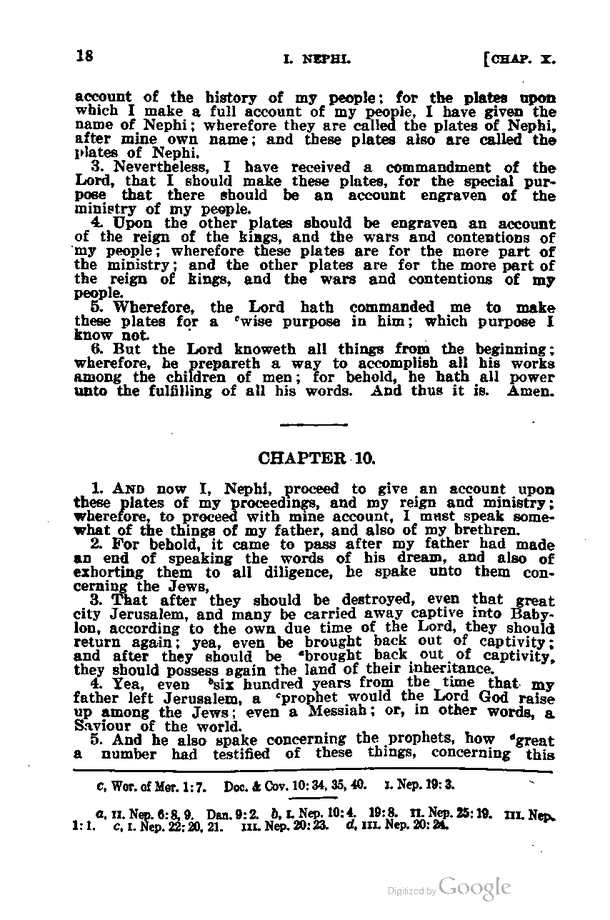 18 I. NEPHI. [CHAP. X.
account of the history of my people; for the plates upon
which I make a full account of my people, I have given the
name of Nephi; wherefore they are called the plates of Nephi,
after mine own name; and these plates also are called the
plates of Nephi.
3. Nevertheless, I have received a commandment of the
Lord, that I should make these plates, for the special pur-
pose that there should be an account engraven of the
ministry of my people.
4. Upon the other plates should be engraven an account
of the reign of the kings, and the wars and contentions of
my people; wherefore these plates are for the more part of
the ministry; and the other plates are for the more part of
the reign of kings, and the wars and contentions of my
people.
5. Wherefore, the Lord hath commanded me to make
these plates for a ᶜwise purpose in him; which purpose I
know not.
6. But the Lord knoweth all things from the beginning;
wherefore, he prepareth a way to accomplish all his works
among the children of men; for behold, he hath all power
unto the fulfilling of all his words. And thus it is. Amen.
CHAPTER 10.
1. AND now I, Nephi, proceed to give an account upon
these plates of my proceedings, and my reign and ministry;
wherefore, to proceed with mine account, I must speak some-
what of the things of my father, and also of my brethren.
2. For behold, it came to pass after my father had made
an end of speaking the words of his dream, and also of
exhorting them to all diligence, he spake unto them con-
cerning the Jews,
3. That after they should be destroyed, even that great
city Jerusalem, and many be carried away captive into Baby-
lon, according to the own due time of the Lord, they should
return again; yea, even be brought back out of captivity;
and after they should be ᵃbrought back out of captivity,
they should possess again the land of their inheritance.
4. Yea, even ᵇsix hundred years from the time that my
father left Jerusalem, a ᶜprophet would the Lord God raise
up among the Jews; even a Messiah; or, in other words, a
Saviour of the world.
5. And he also spake concerning the prophets, how ᵈgreat
a number had testified of these things, concerning this
c, Wor. of Mor. 1:7. Doc. & Cov. 10:34, 35, 40. I. Nep. 19:3.
a, II. Nep. 6:8, 9. Dan. 9:2. b, I. Nep. 10:4. 19:8. II. Nep. 25:19. III. Nep.
1:1. c, I. Nep. 22:20, 21. III. Nep. 20:23. d, III. Nep. 20:24.
Digitized by Google